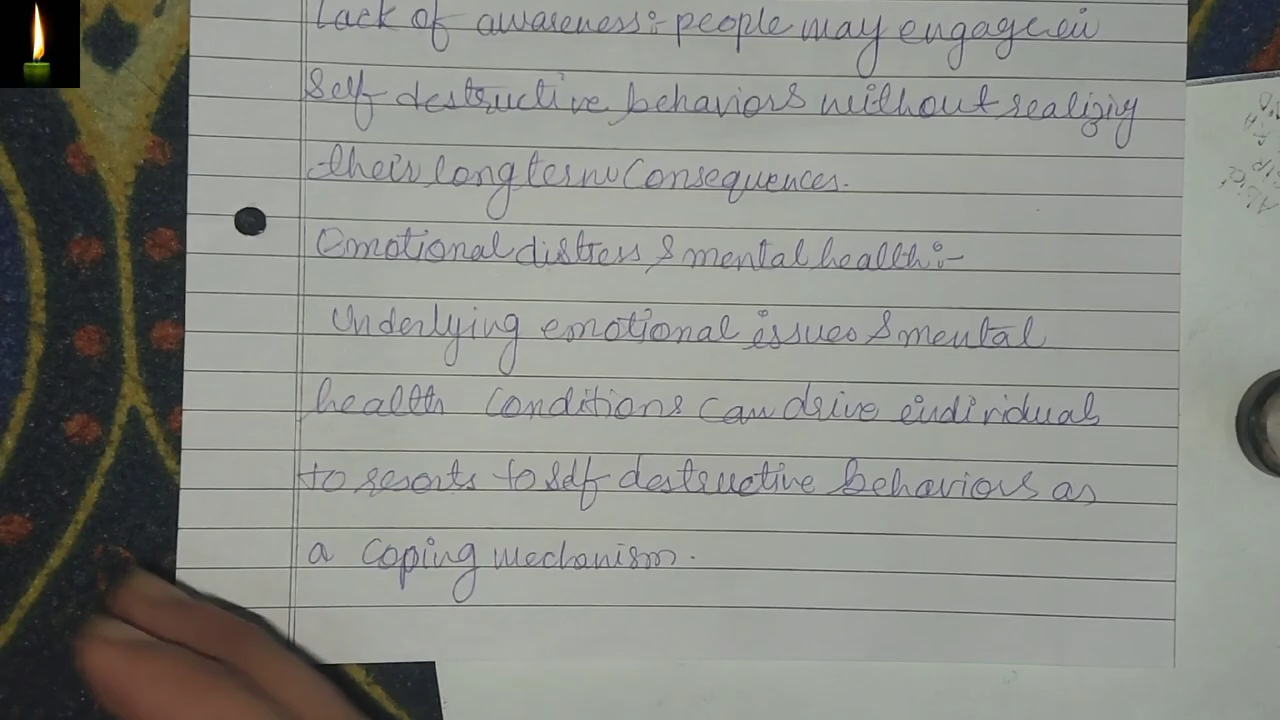 Lack of awareness:- people may engage in
Self destructive behaviors without realiziy
their long term Consequences.
Emotional distress & mental health:-
Underlying emotional issues & mental
health conditions can drive individual
to resorts to self destructive behaviors as
a coping mechanism.